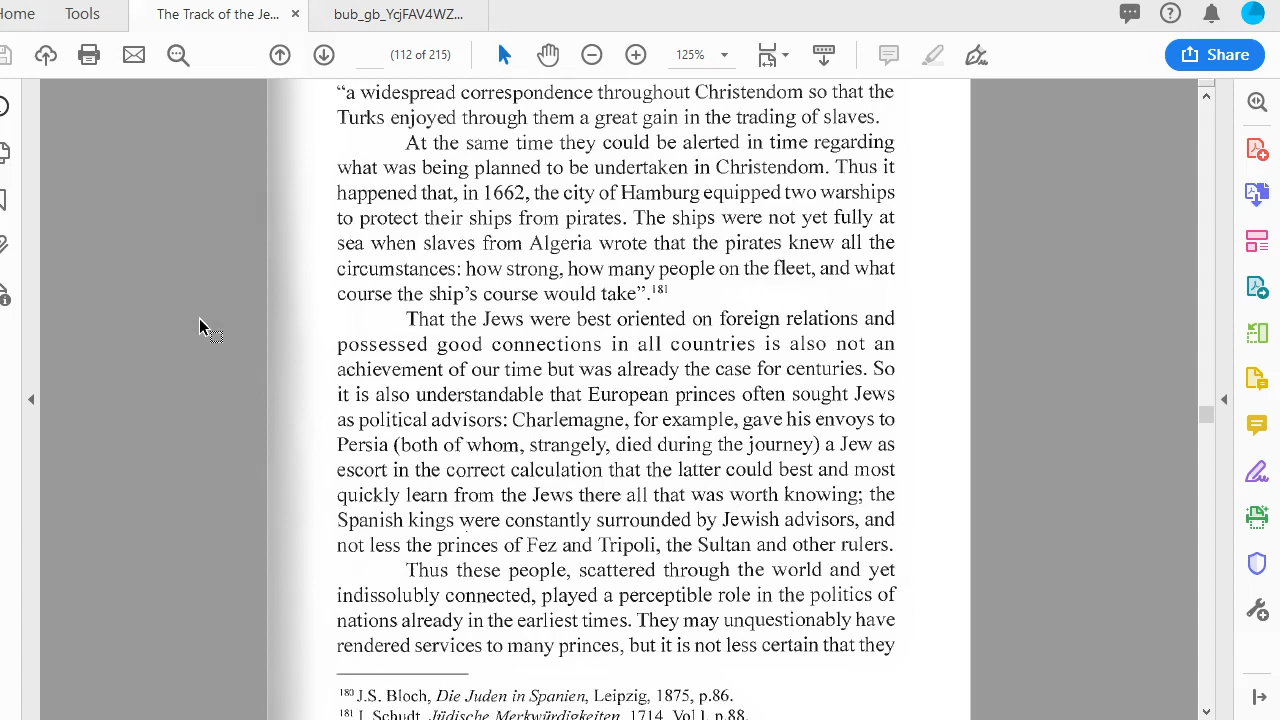 Home
Tools
The Track of the Je...
bub_gb_YcjFAV4WZ...
(112 of 215)
125%
Share
“a widespread correspondence throughout Christendom so that the
Turks enjoyed through them a great gain in the trading of slaves.
At the same time they could be alerted in time regarding
what was being planned to be undertaken in Christendom. Thus it
happened that, in 1662, the city of Hamburg equipped two warships
to protect their ships from pirates. The ships were not yet fully at
sea when slaves from Algeria wrote that the pirates knew all the
circumstances: how strong, how many people on the fleet, and what
course the ship’s course would take”.¹⁸¹
That the Jews were best oriented on foreign relations and
possessed good connections in all countries is also not an
achievement of our time but was already the case for centuries. So
it is also understandable that European princes often sought Jews
as political advisors: Charlemagne, for example, gave his envoys to
Persia (both of whom, strangely, died during the journey) a Jew as
escort in the correct calculation that the latter could best and most
quickly learn from the Jews there all that was worth knowing; the
Spanish kings were constantly surrounded by Jewish advisors, and
not less the princes of Fez and Tripoli, the Sultan and other rulers.
Thus these people, scattered through the world and yet
indissolubly connected, played a perceptible role in the politics of
nations already in the earliest times. They may unquestionably have
rendered services to many princes, but it is not less certain that they
¹⁸⁰ J.S. Bloch, Die Juden in Spanien, Leipzig, 1875, p.86.
¹⁸¹ J. Schudt, Jüdische Merkwürdigkeiten, 1714, Vol I, p.88.